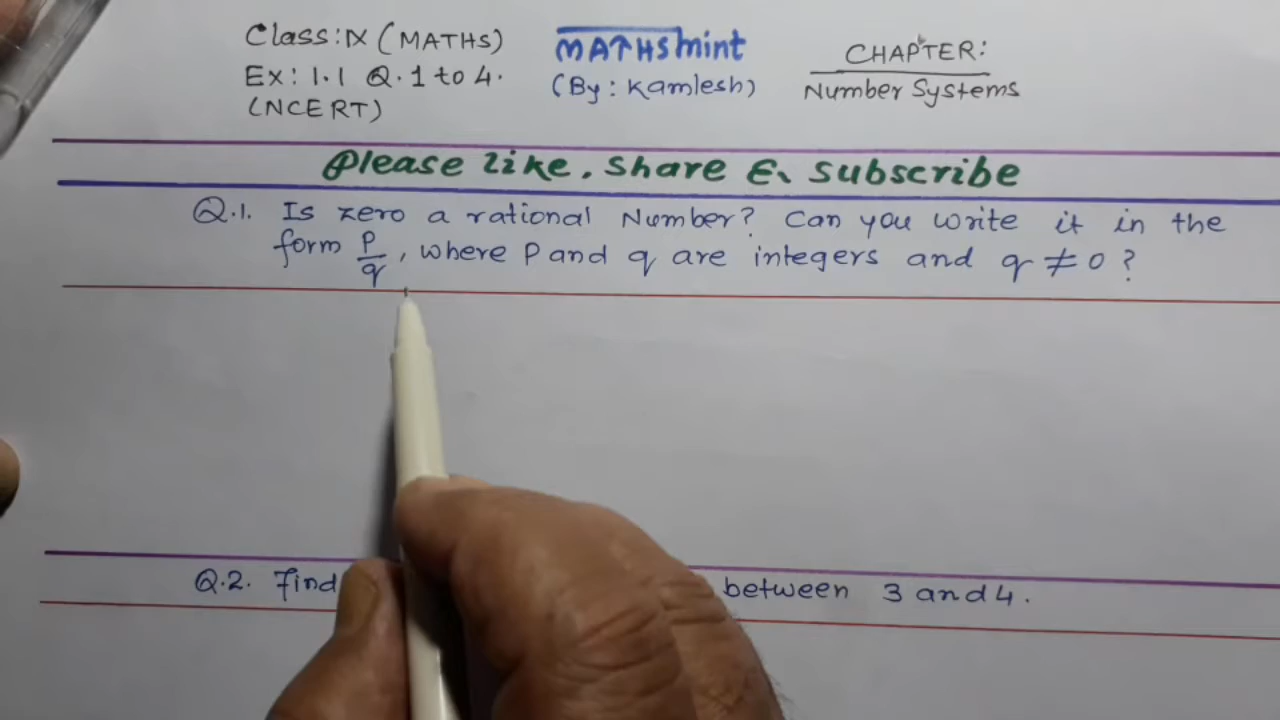 Class: IX (MATHS)
Ex: 1.1 Q.1 to 4.
(NCERT)
MATHSmint
(By: Kamlesh)
CHAPTER:
Number Systems
Please like. Share & Subscribe
Q.1. Is zero a rational Number? Can you write it in the
form p/q, where P and q are integers and q ≠ 0?
Q.2. Find between 3 and 4.